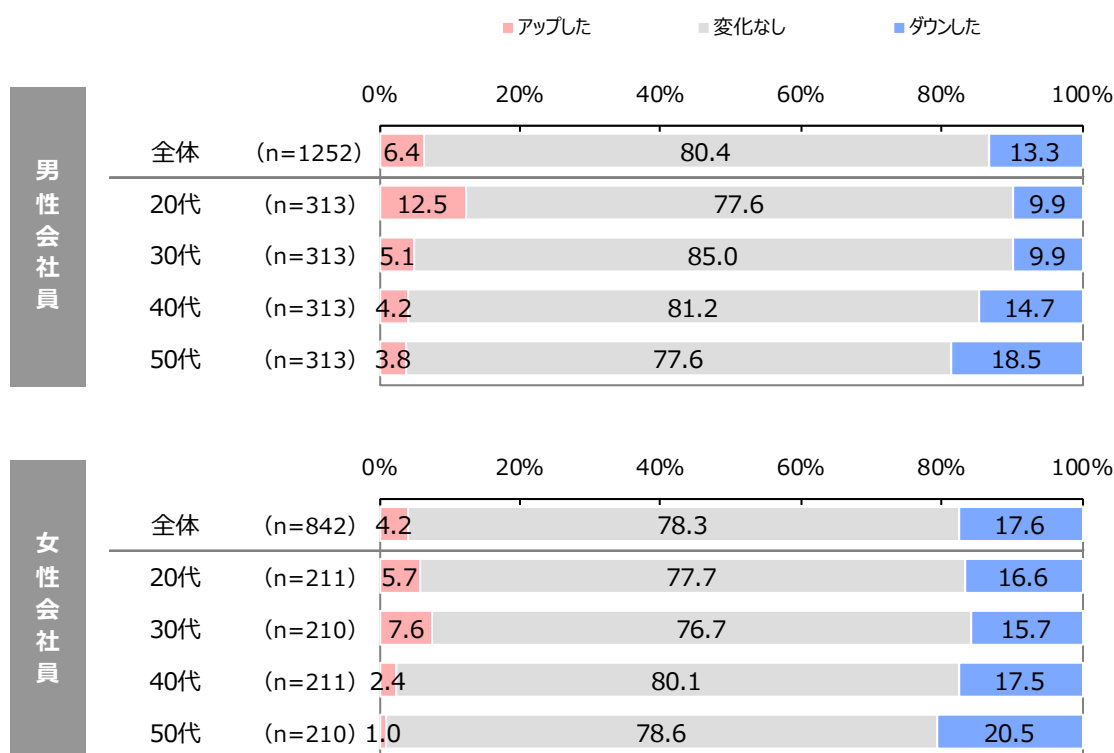 アップした 変化なし ダウンした
0% 20% 40% 60% 80% 100%
男性会社員
全体 (n=1252) 6.4 80.4 13.3
20代 (n=313) 12.5 77.6 9.9
30代 (n=313) 5.1 85.0 9.9
40代 (n=313) 4.2 81.2 14.7
50代 (n=313) 3.8 77.6 18.5
0% 20% 40% 60% 80% 100%
女性会社員
全体 (n=842) 4.2 78.3 17.6
20代 (n=211) 5.7 77.7 16.6
30代 (n=210) 7.6 76.7 15.7
40代 (n=211) 2.4 80.1 17.5
50代 (n=210) 1.0 78.6 20.5